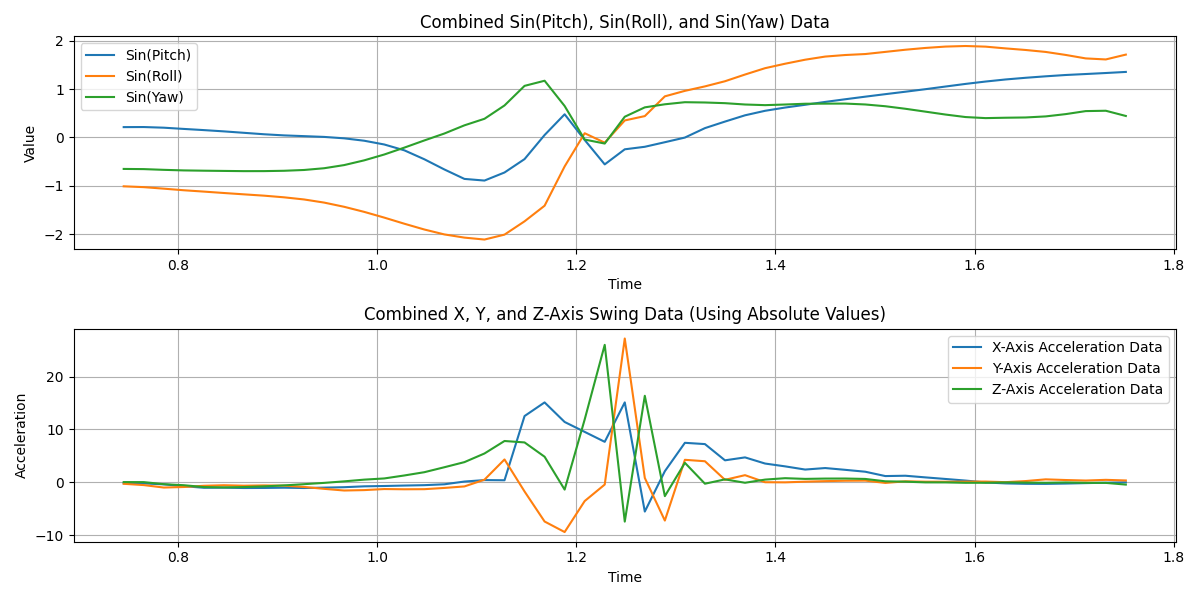 Combined Sin(Pitch), Sin(Roll), and Sin(Yaw) Data
Sin(Pitch)
Sin(Roll)
Sin(Yaw)
2
1
0
−1
−2
Value
0.8 1.0 1.2 1.4 1.6 1.8
Time
Combined X, Y, and Z-Axis Swing Data (Using Absolute Values)
X-Axis Acceleration Data
Y-Axis Acceleration Data
Z-Axis Acceleration Data
20
10
0
−10
Acceleration
0.8 1.0 1.2 1.4 1.6 1.8
Time